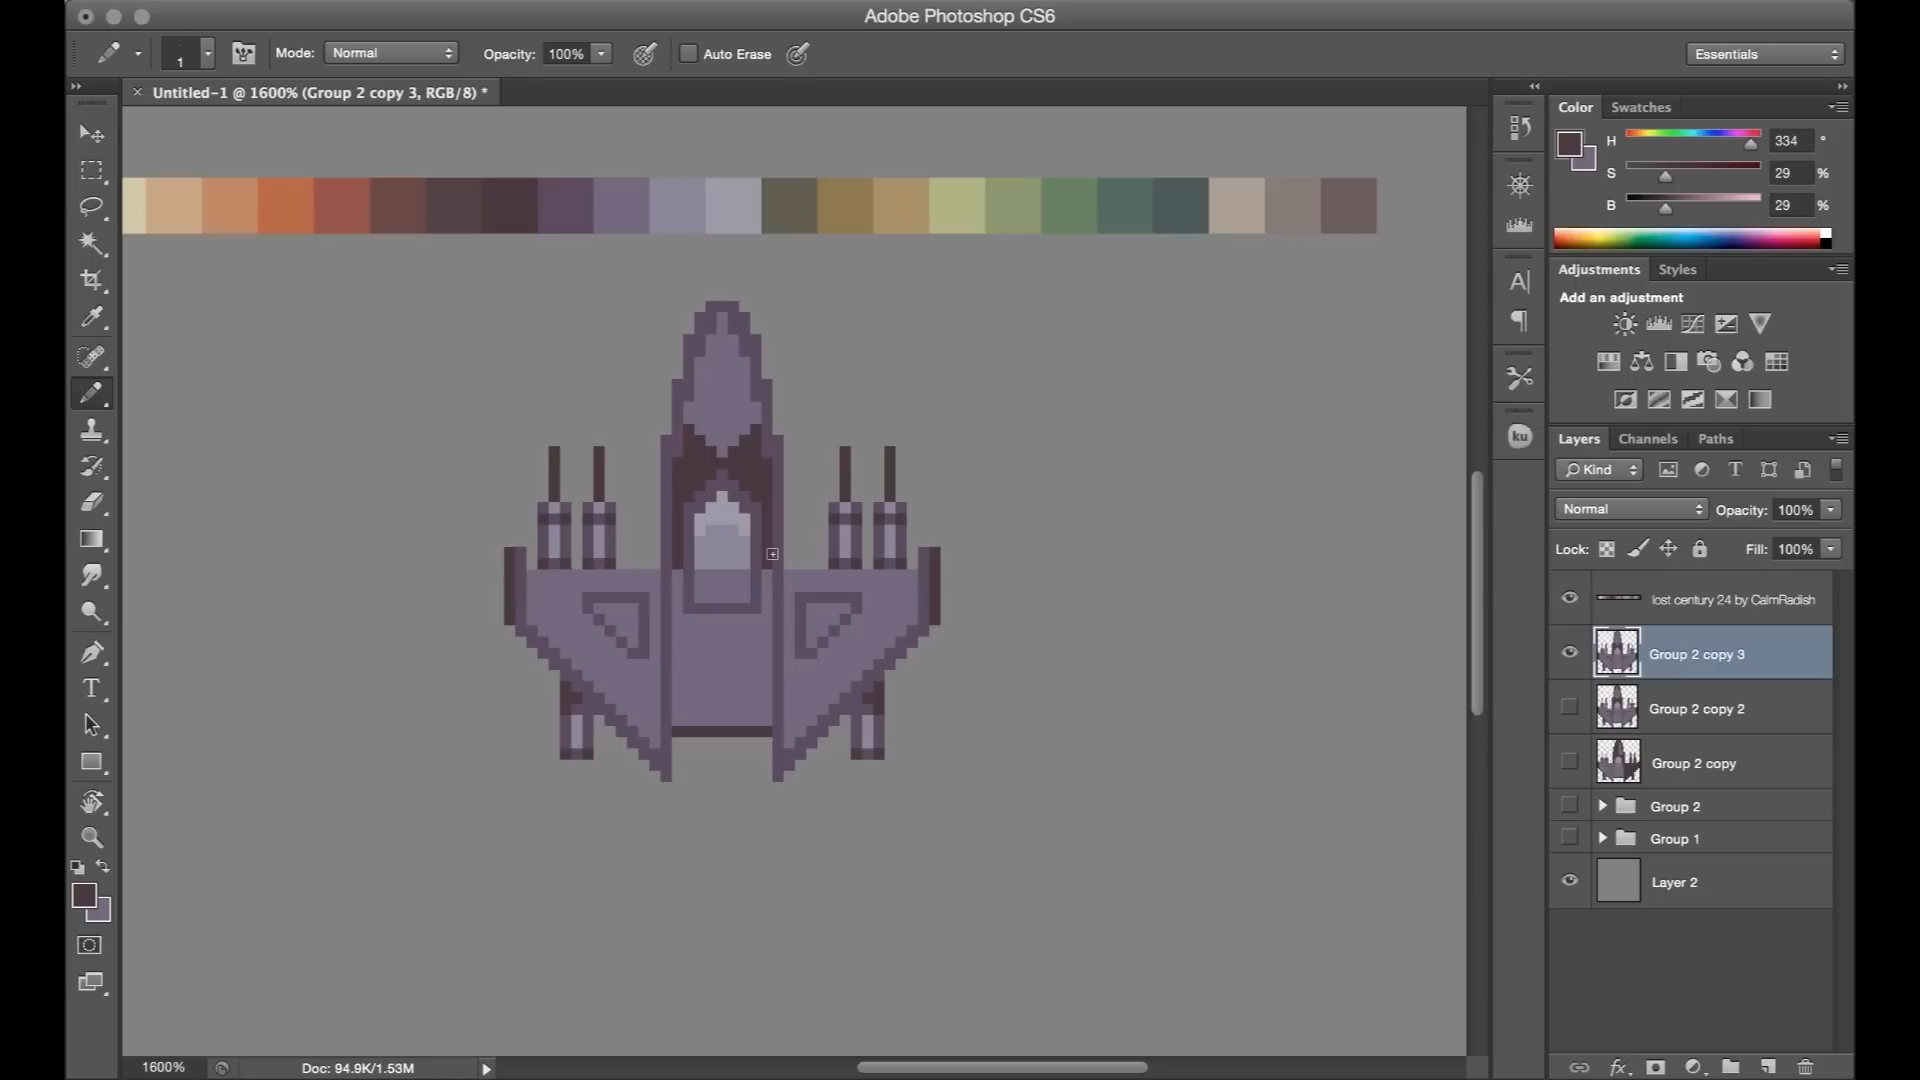 Adobe Photoshop CS6
1 Mode: Normal Opacity: 100% Auto Erase Essentials
Untitled-1 @ 1600% (Group 2 copy 3, RGB/8) *
Color Swatches
H 334 °
S 29 %
B 29 %
Adjustments Styles
Add an adjustment
Layers Channels Paths
Kind
Normal Opacity: 100%
Lock: Fill: 100%
lost century 24 by CalmRadish
Group 2 copy 3
Group 2 copy 2
Group 2 copy
Group 2
Group 1
Layer 2
fx
ku
1600% Doc: 94.9K/1.53M